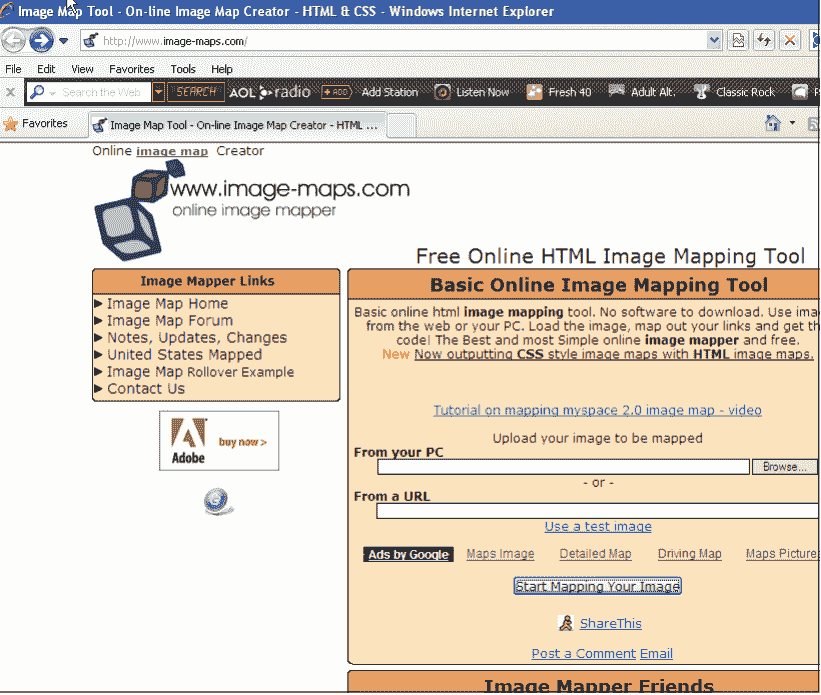 Image Map Tool - On-line Image Map Creator - HTML & CSS - Windows Internet Explorer
http://www.image-maps.com/
File Edit View Favorites Tools Help
Search the Web SEARCH AOL radio +ADD Add Station Listen Now Fresh 40 Adult Alt. Classic Rock
Favorites Image Map Tool - On-line Image Map Creator - HTML ...
Online image map Creator
www.image-maps.com
online image mapper
Free Online HTML Image Mapping Tool
Image Mapper Links
Image Map Home
Image Map Forum
Notes, Updates, Changes
United States Mapped
Image Map Rollover Example
Contact Us
Adobe buy now >
Basic Online Image Mapping Tool
Basic online html image mapping tool. No software to download. Use ima
from the web or your PC. Load the image, map out your links and get th
code! The Best and most Simple online image mapper and free.
New Now outputting CSS style image maps with HTML image maps.
Tutorial on mapping myspace 2.0 image map - video
Upload your image to be mapped
From your PC
Browse...
- or -
From a URL
Use a test image
Ads by Google Maps Image Detailed Map Driving Map Maps Picture
Start Mapping Your Image
ShareThis
Post a Comment Email
Image Mapper Friends